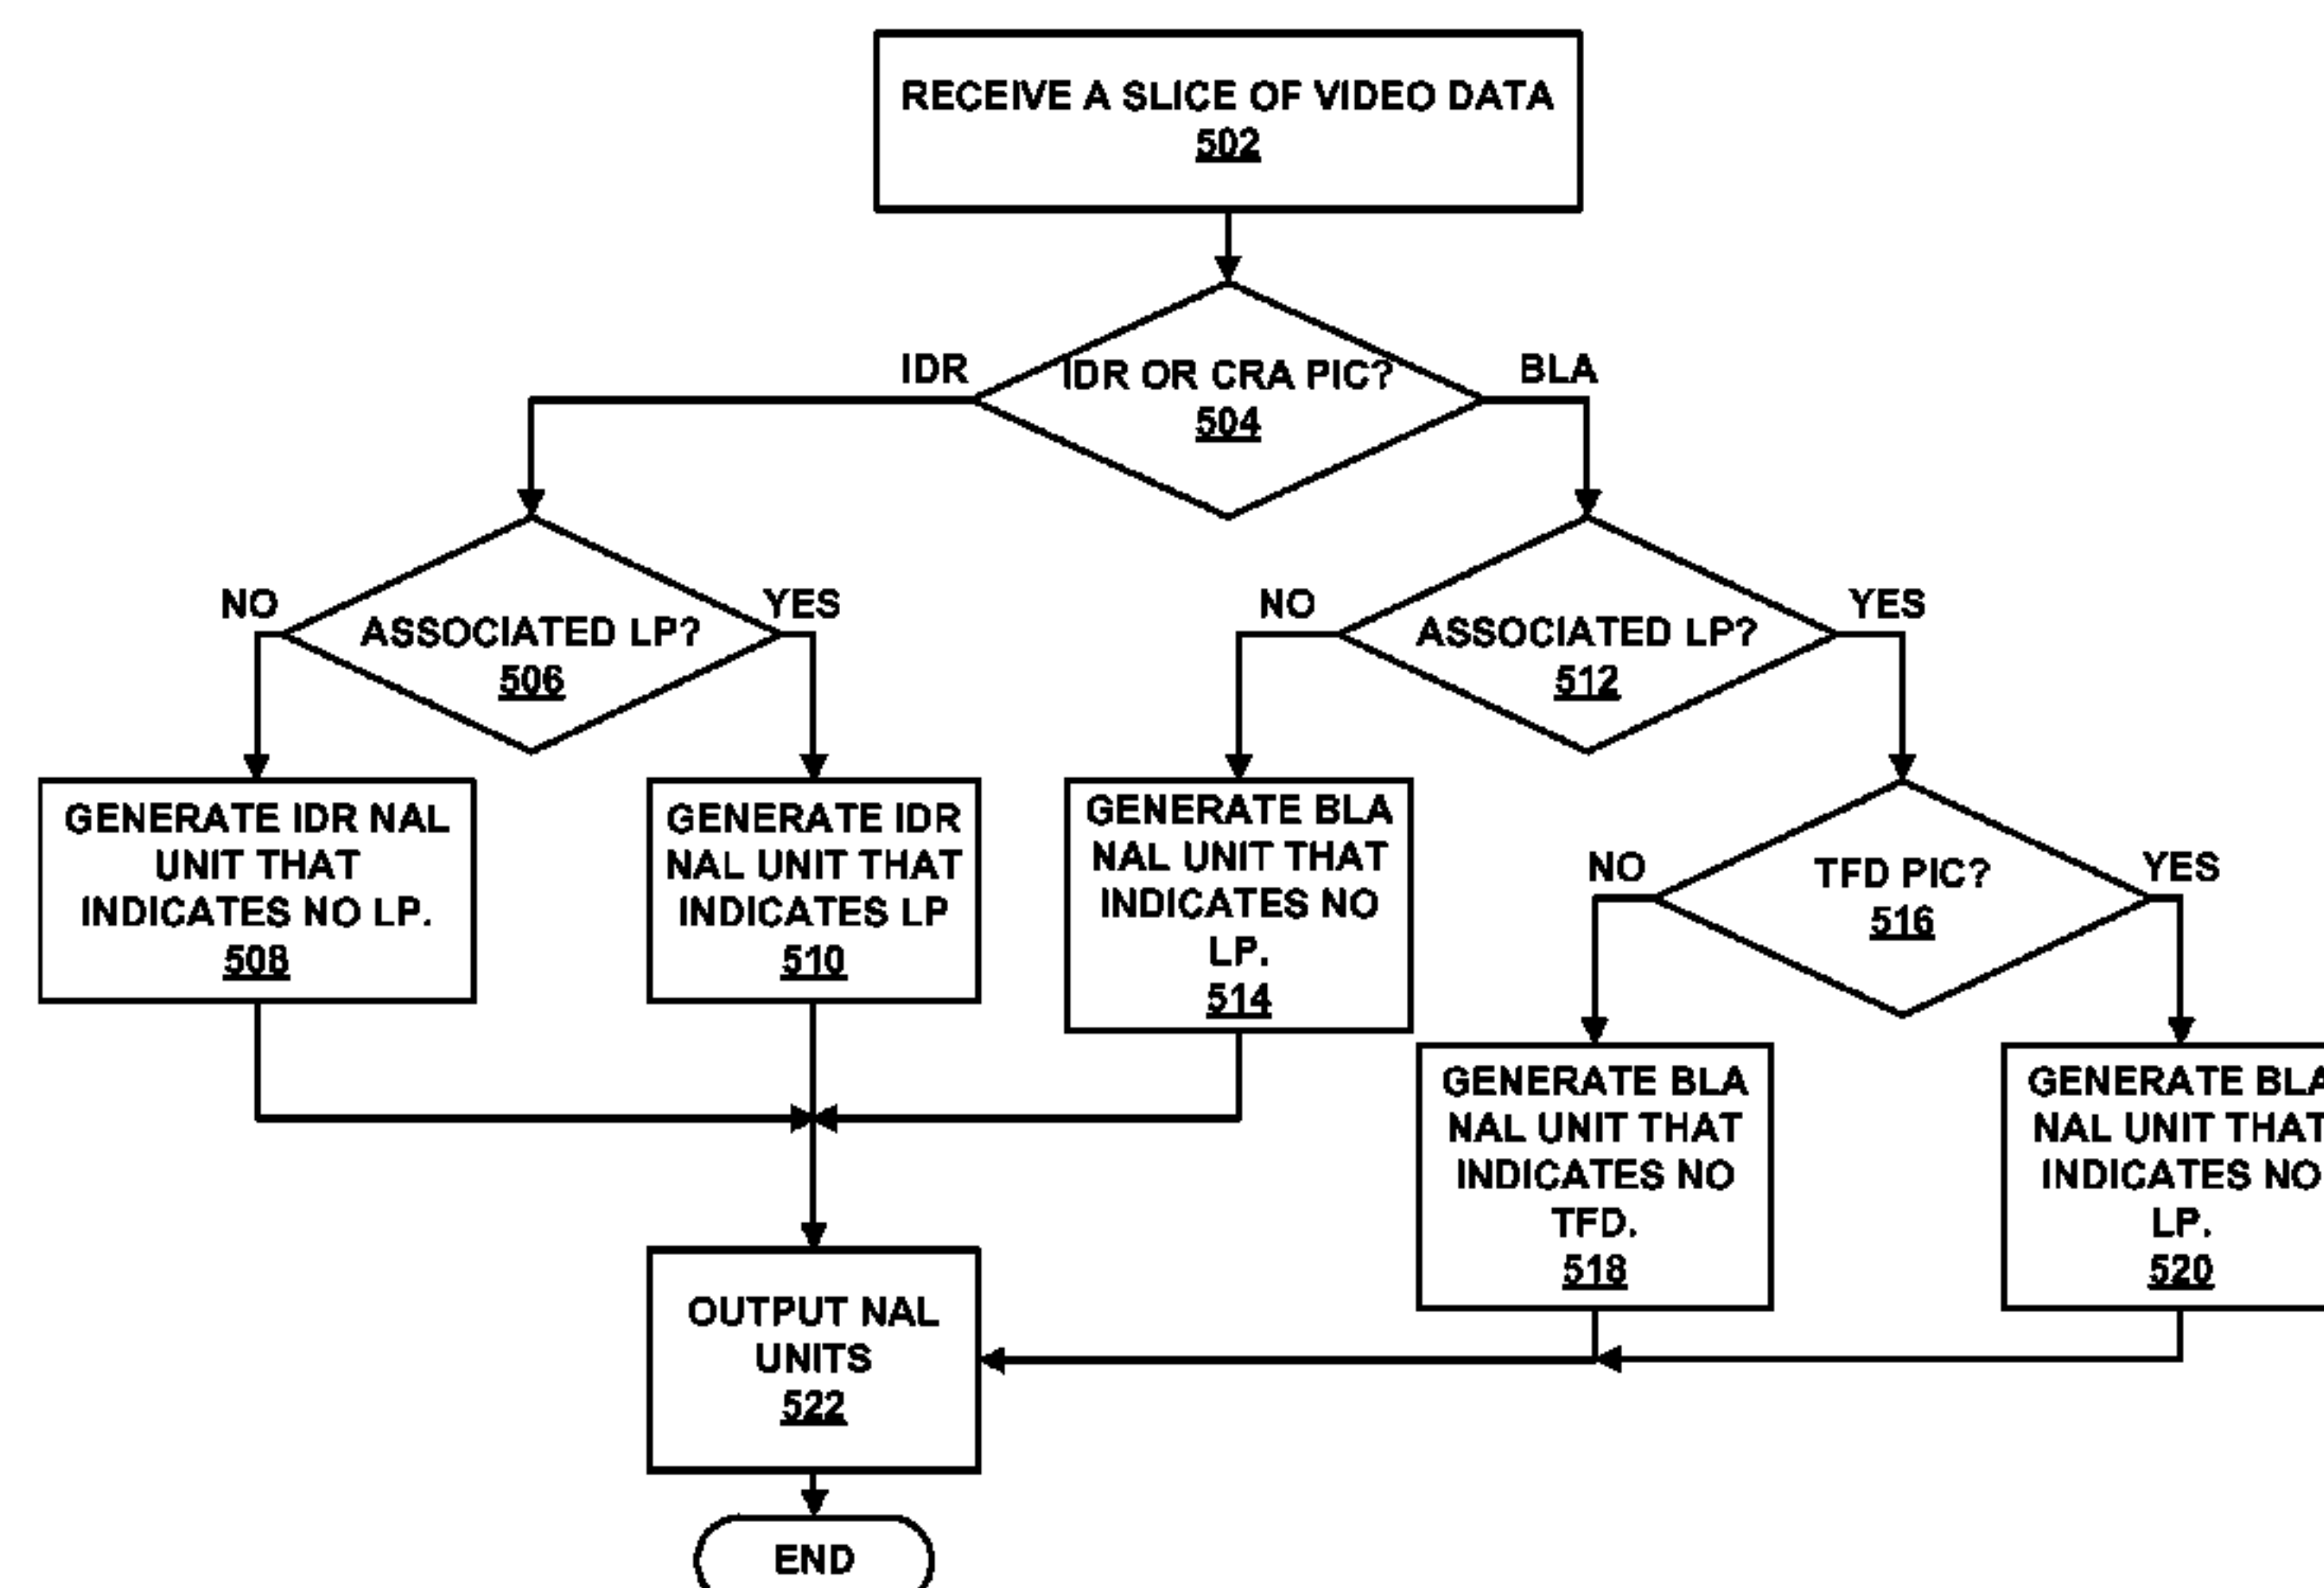 RECEIVE A SLICE OF VIDEO DATA
502
IDR
IDR OR CRA PIC?
504
BLA
NO
ASSOCIATED LP?
506
YES
NO
ASSOCIATED LP?
512
YES
GENERATE IDR NAL
UNIT THAT
INDICATES NO LP.
508
GENERATE IDR
NAL UNIT THAT
INDICATES LP
510
GENERATE BLA
NAL UNIT THAT
INDICATES NO
LP.
514
NO
TFD PIC?
516
YES
GENERATE BLA
NAL UNIT THAT
INDICATES NO
TFD.
518
GENERATE BLA
NAL UNIT THAT
INDICATES NO
LP.
520
OUTPUT NAL
UNITS
522
END